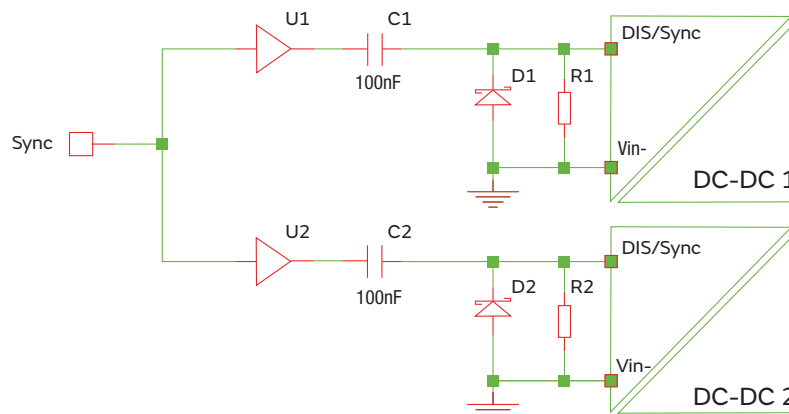 U1
C1
DIS/Sync
100nF
D1
R1
Sync
Vin-
DC-DC 1
U2
C2
DIS/Sync
100nF
D2
R2
Vin-
DC-DC 2